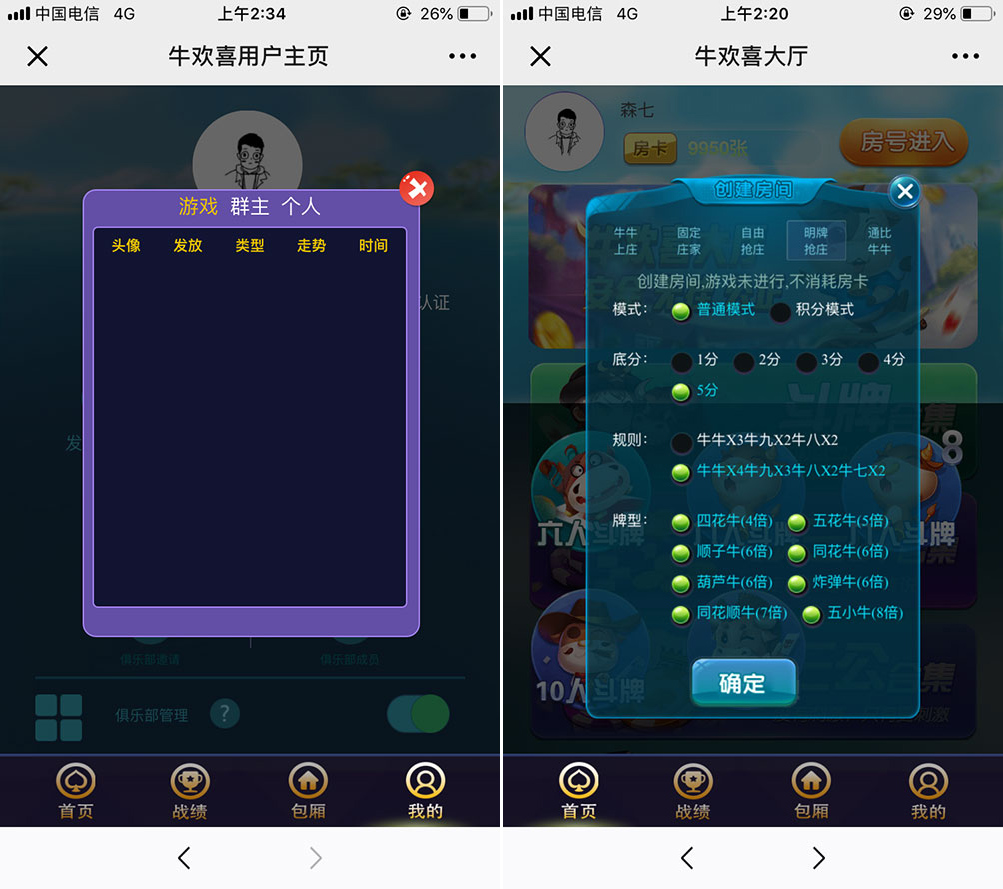 中国电信 4G 上午2:34 26%
牛欢喜用户主页
游戏 群主 个人
头像 发放 类型 走势 时间
认证
发
俱乐部邀请 俱乐部成员
俱乐部管理 ?
首页 战绩 包厢 我的
中国电信 4G 上午2:20 29%
牛欢喜大厅
森七
房卡 9950张 房号进入
创建房间
牛牛上庄 固定庄家 自由抢庄 明牌抢庄 通比牛牛
创建房间,游戏未进行,不消耗房卡
模式: 普通模式 积分模式
底分: 1分 2分 3分 4分
5分
规则: 牛牛X3牛九X2牛八X2
牛牛X4牛九X3牛八X2牛七X2
牌型: 四花牛(4倍) 五花牛(5倍)
顺子牛(6倍) 同花牛(6倍)
葫芦牛(6倍) 炸弹牛(6倍)
同花顺牛(7倍) 五小牛(8倍)
斗牌
集
8
六人斗牌
斗牌
10人斗牌
集
刺激
确定
首页 战绩 包厢 我的